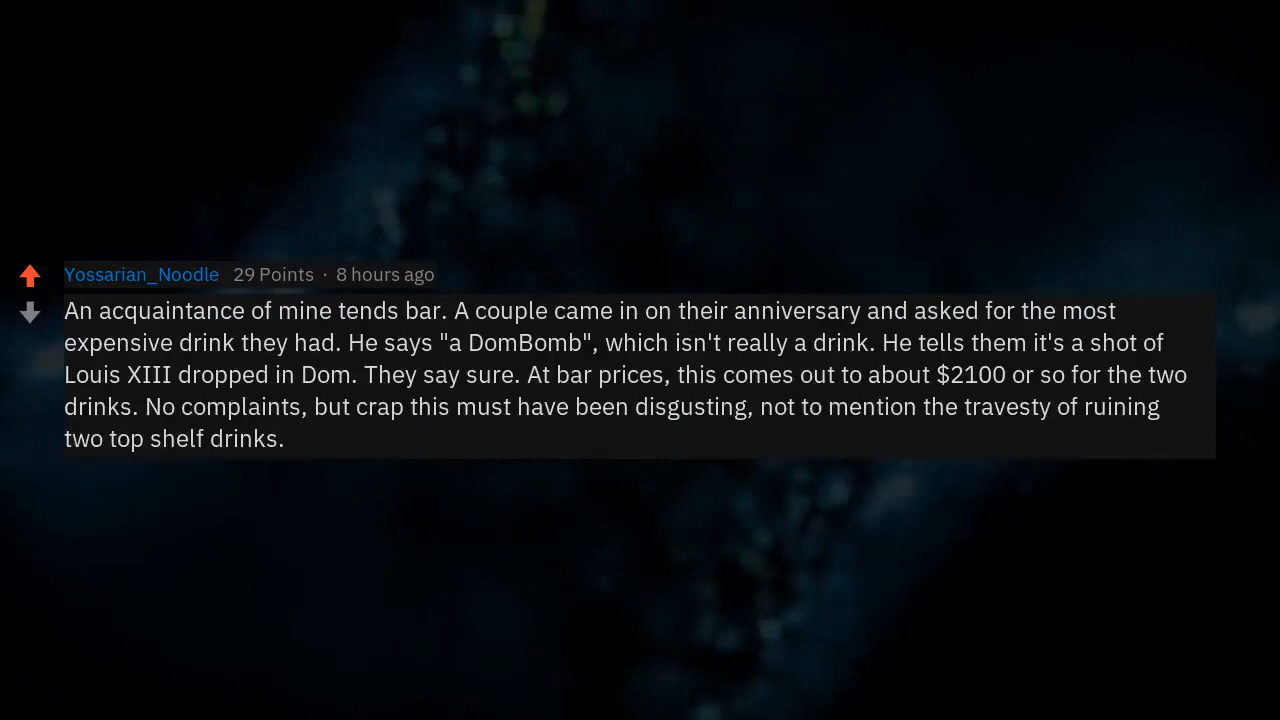 Yossarian_Noodle 29 Points · 8 hours ago
An acquaintance of mine tends bar. A couple came in on their anniversary and asked for the most
expensive drink they had. He says "a DomBomb", which isn't really a drink. He tells them it's a shot of
Louis XIII dropped in Dom. They say sure. At bar prices, this comes out to about $2100 or so for the two
drinks. No complaints, but crap this must have been disgusting, not to mention the travesty of ruining
two top shelf drinks.